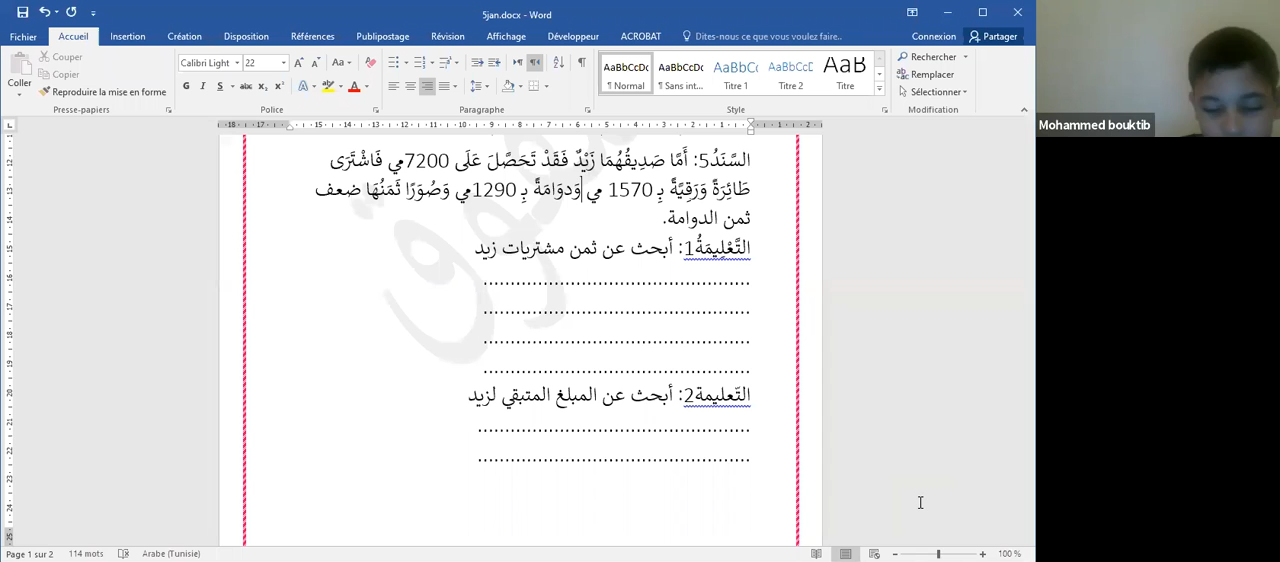 5jan.docx - Word
Fichier Accueil Insertion Création Disposition Références Publipostage Révision Affichage Développeur ACROBAT Dites-nous ce que vous voulez faire... Connexion Partager
Coller
Couper
Copier
Reproduire la mise en forme
Presse-papiers
Calibri Light 22
G I S
Police
Paragraphe
AaBbCcDc AaBbCcDc AaBbC AaBbCc AaB
¶ Normal ¶ Sans int... Titre 1 Titre 2 Titre
Style
Rechercher
Remplacer
Sélectionner
Modification
Mohammed bouktib
السَّنَدُ5: أَمَّا صَدِيقُهُمَا زَيْدٌ فَقَدْ تَحَصَّلَ عَلَى 7200مي فَاشْتَرَى
طَائِرَةً وَرَقِيَّةً بِـ 1570 مي وَدوَامَةً بِـ 1290مي وَصُوَرًا ثَمَنُهَا ضعف
ثمن الدوامة.
التَّعْلِيمَةُ1: أبحث عن ثمن مشتريات زيد
..................................................
..................................................
..................................................
..................................................
التّعليمة2: أبحث عن المبلغ المتبقي لزيد
...................................................
...................................................
Page 1 sur 2 114 mots Arabe (Tunisie) 100 %